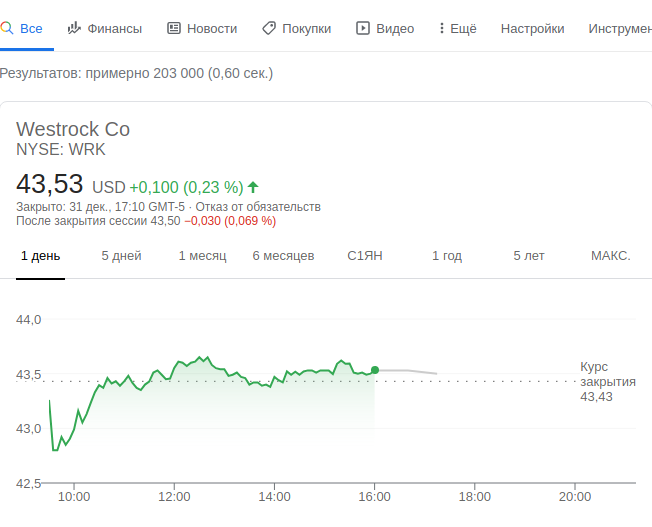 Все Финансы Новости Покупки Видео Ещё Настройки Инструмен
Результатов: примерно 203 000 (0,60 сек.)
Westrock Co
NYSE: WRK
43,53 USD +0,100 (0,23 %)
Закрыто: 31 дек., 17:10 GMT-5 · Отказ от обязательств
После закрытия сессии 43,50 −0,030 (0,069 %)
1 день 5 дней 1 месяц 6 месяцев С1ЯН 1 год 5 лет МАКС.
44,0
43,5
43,0
42,5
Курс
закрытия
43,43
10:00 12:00 14:00 16:00 18:00 20:00